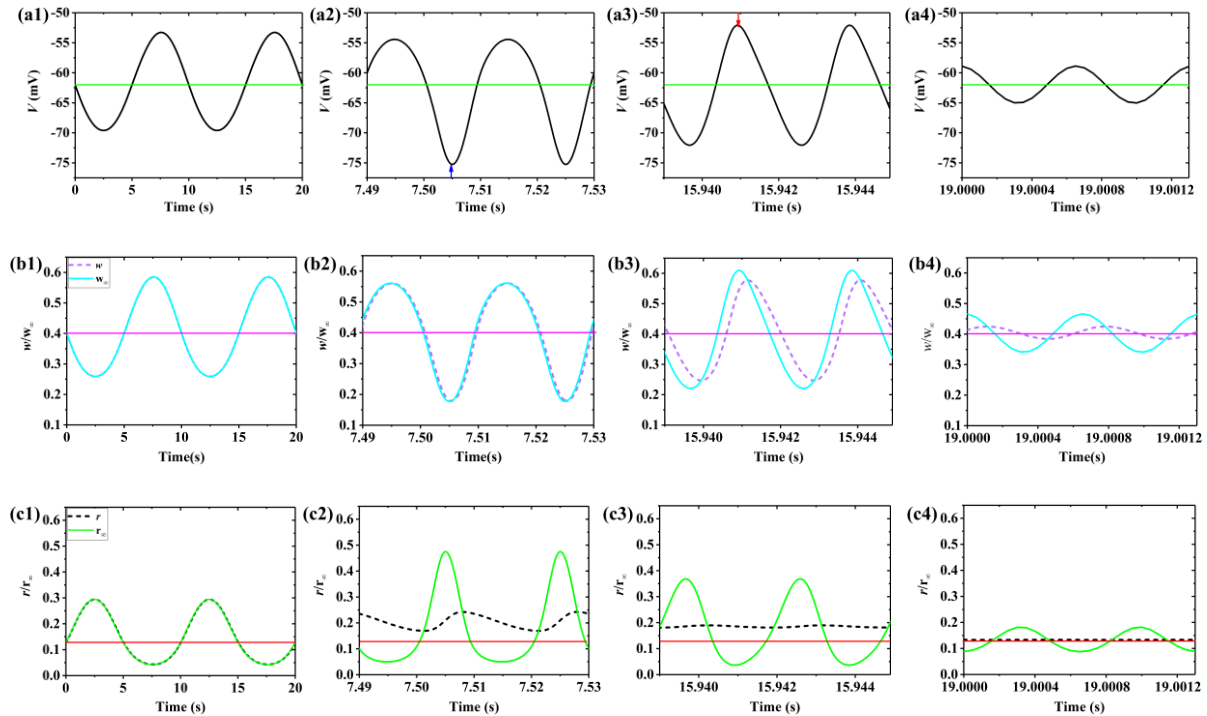 (a1) (a2) (a3) (a4)
-50 -50 -50 -50
-55 -55 -55 -55
-60 -60 -60 -60
-65 -65 -65 -65
-70 -70 -70 -70
-75 -75 -75 -75
V (mV) V (mV) V (mV) V (mV)
0 5 10 15 20 7.49 7.50 7.51 7.52 7.53 15.940 15.942 15.944 19.0000 19.0004 19.0008 19.0012
Time (s) Time (s) Time (s) Time (s)
(b1) (b2) (b3) (b4)
w
w∞
0.6 0.6 0.6 0.6
0.5 0.5 0.5 0.5
0.4 0.4 0.4 0.4
0.3 0.3 0.3 0.3
0.2 0.2 0.2 0.2
0.1 0.1 0.1 0.1
w/w∞ w/w∞ w/w∞ w/w∞
0 5 10 15 20 7.49 7.50 7.51 7.52 7.53 15.940 15.942 15.944 19.0000 19.0004 19.0008 19.0012
Time(s) Time(s) Time(s) Time(s)
(c1) (c2) (c3) (c4)
r
r∞
0.6 0.6 0.6 0.6
0.5 0.5 0.5 0.5
0.4 0.4 0.4 0.4
0.3 0.3 0.3 0.3
0.2 0.2 0.2 0.2
0.1 0.1 0.1 0.1
0.0 0.0 0.0 0.0
r/r∞ r/r∞ r/r∞ r/r∞
0 5 10 15 20 7.49 7.50 7.51 7.52 7.53 15.940 15.942 15.944 19.0000 19.0004 19.0008 19.0012
Time (s) Time (s) Time (s) Time (s)